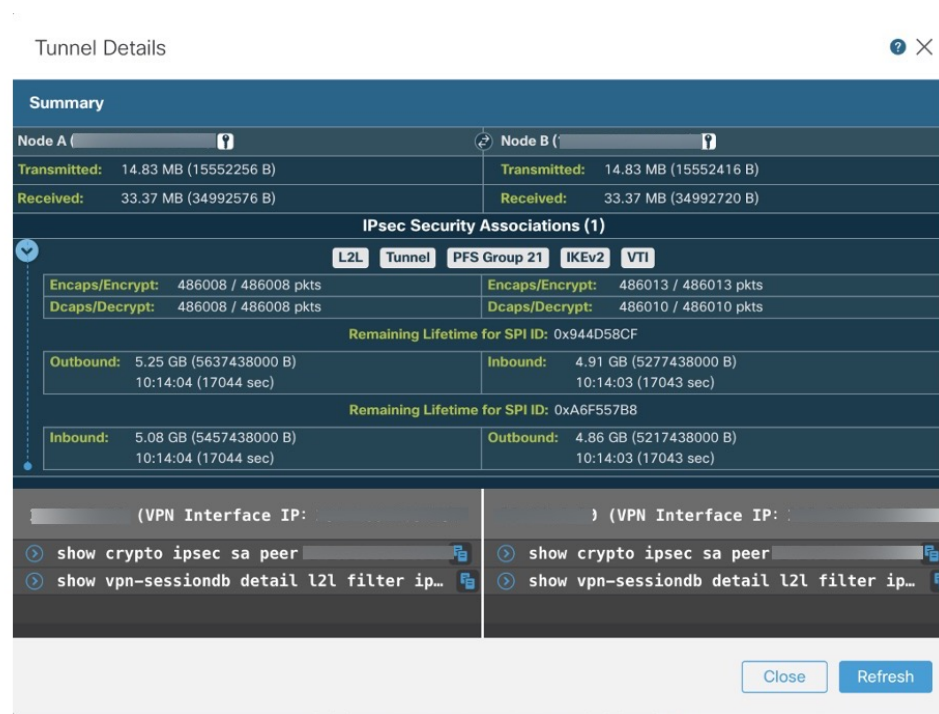 Tunnel Details
Summary
Node A (
Node B (
Transmitted: 14.83 MB (15552256 B)
Transmitted: 14.83 MB (15552416 B)
Received: 33.37 MB (34992576 B)
Received: 33.37 MB (34992720 B)
IPsec Security Associations (1)
L2L Tunnel PFS Group 21 IKEv2 VTI
Encaps/Encrypt: 486008 / 486008 pkts
Encaps/Encrypt: 486013 / 486013 pkts
Dcaps/Decrypt: 486008 / 486008 pkts
Dcaps/Decrypt: 486010 / 486010 pkts
Remaining Lifetime for SPI ID: 0x944D58CF
Outbound: 5.25 GB (5637438000 B)
10:14:04 (17044 sec)
Inbound: 4.91 GB (5277438000 B)
10:14:03 (17043 sec)
Remaining Lifetime for SPI ID: 0xA6F557B8
Inbound: 5.08 GB (5457438000 B)
10:14:04 (17044 sec)
Outbound: 4.86 GB (5217438000 B)
10:14:03 (17043 sec)
(VPN Interface IP:
) (VPN Interface IP:
show crypto ipsec sa peer
show crypto ipsec sa peer
show vpn-sessiondb detail l2l filter ip…
show vpn-sessiondb detail l2l filter ip…
Close
Refresh